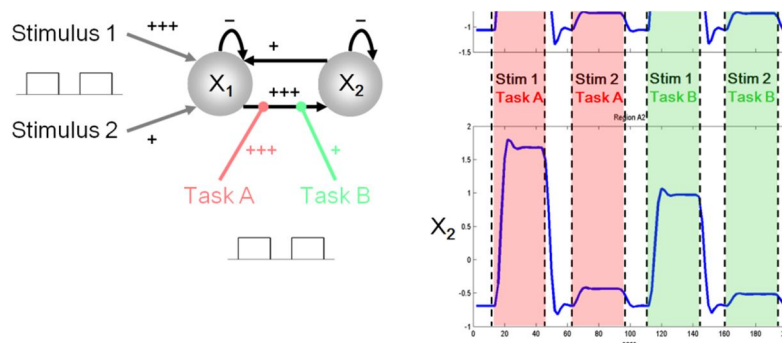 Stimulus 1
+++
–
–
+
X1
X2
+++
Stimulus 2
+
+++
+
Task A
Task B
-1
-1.5
Stim 1
Task A
Stim 2
Task A
Stim 1
Task B
Stim 2
Task B
Region A2
X2
2
1.5
1
0.5
0
-0.5
-1
0 20 40 60 80 100 120 140 160 180